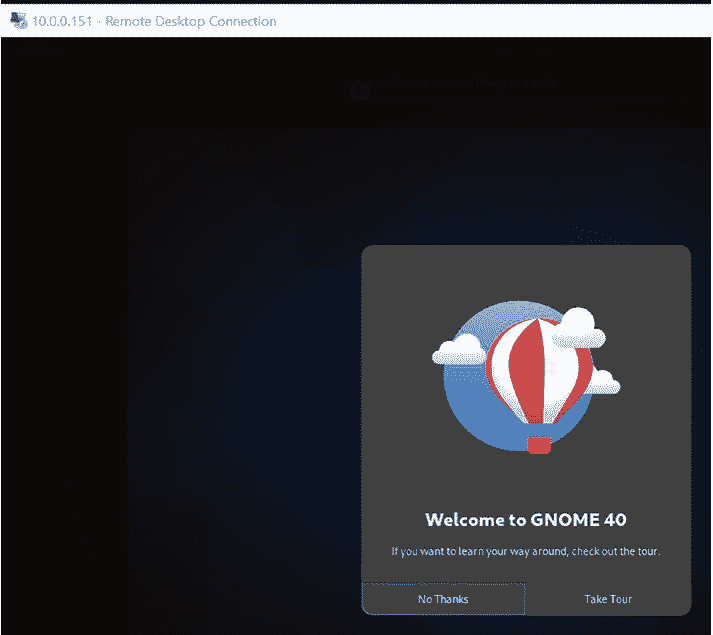 10.0.0.151 - Remote Desktop Connection
Welcome to GNOME 40
If you want to learn your way around, check out the tour.
No Thanks
Take Tour